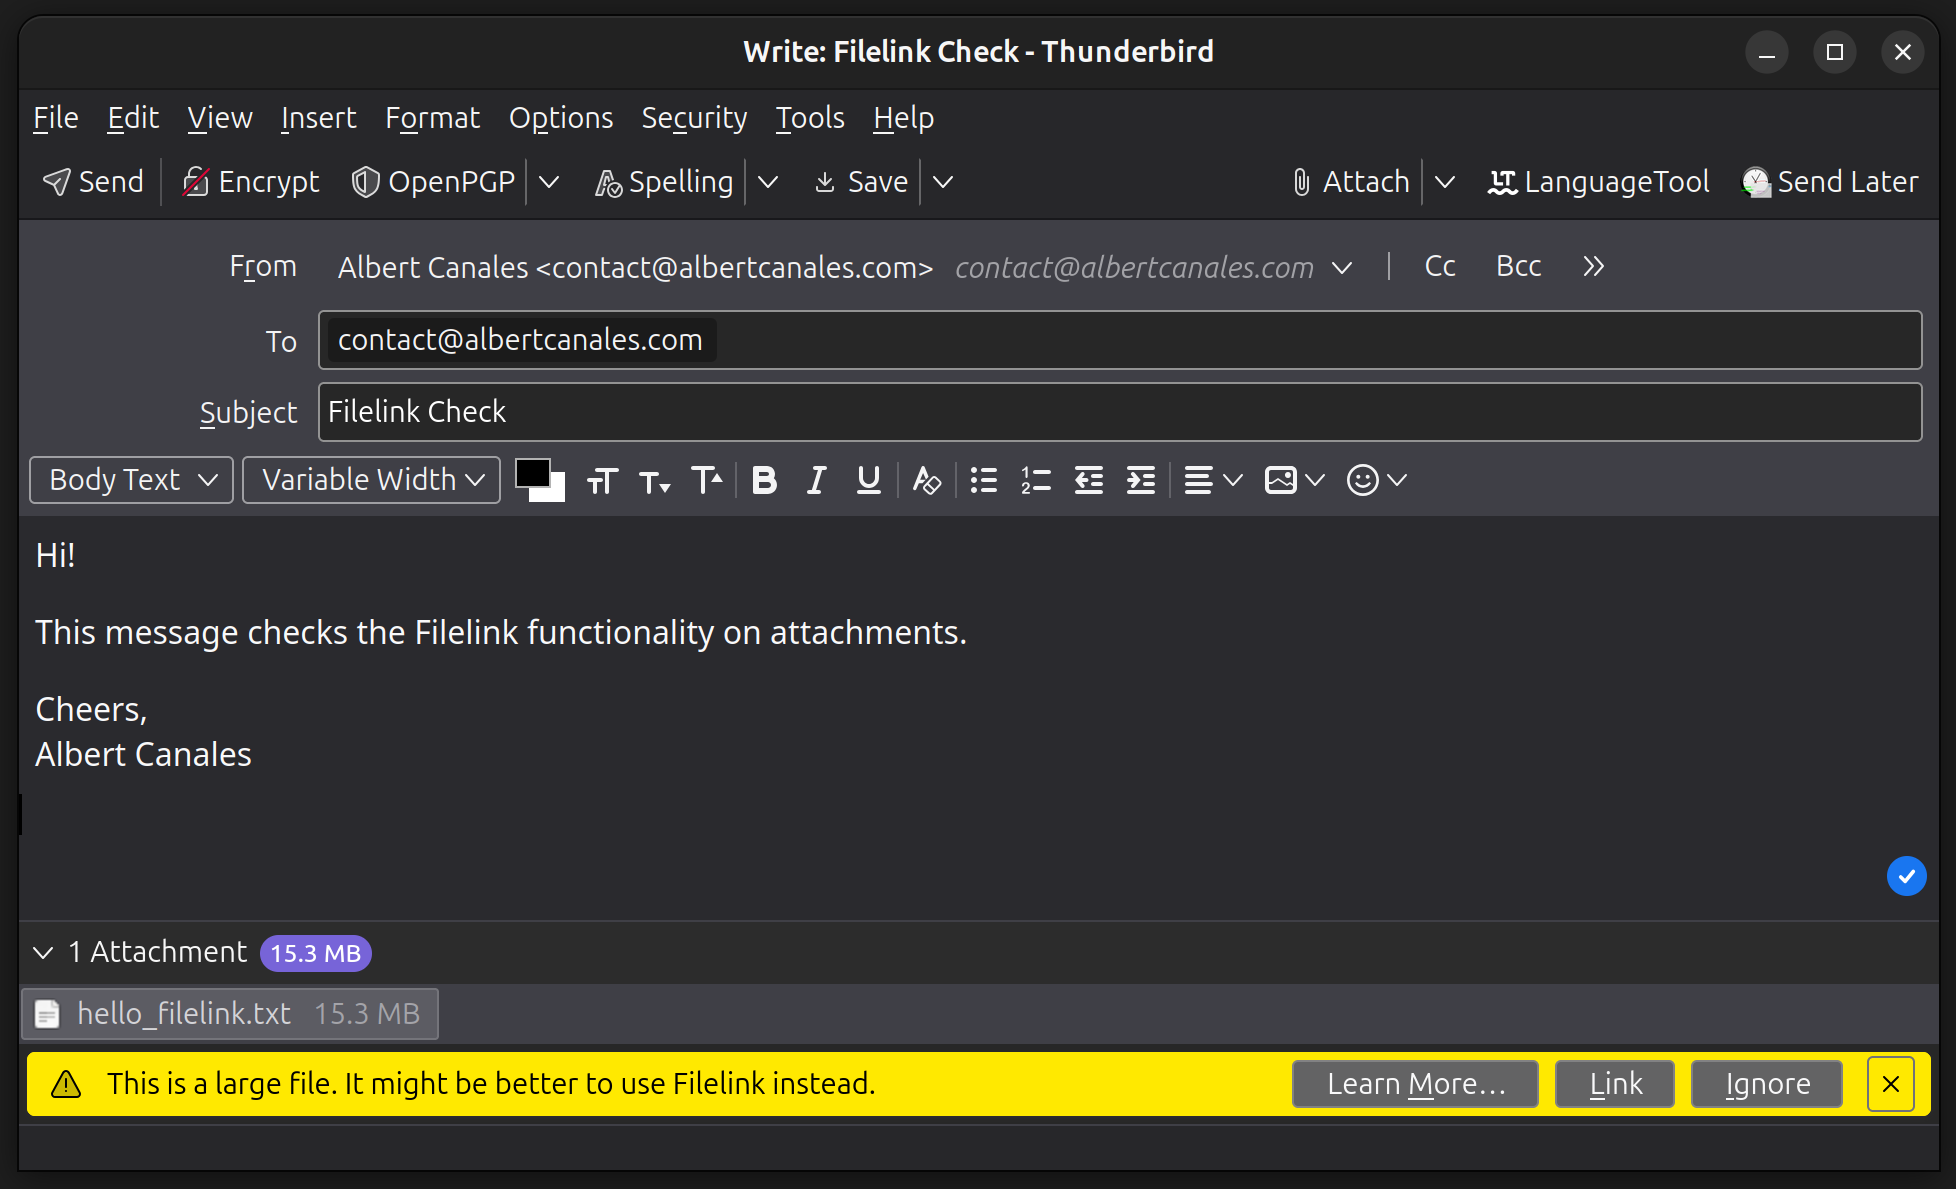 Write: Filelink Check - Thunderbird
File Edit View Insert Format Options Security Tools Help
Send Encrypt OpenPGP Spelling Save Attach LanguageTool Send Later
From Albert Canales <contact@albertcanales.com> contact@albertcanales.com Cc Bcc
To contact@albertcanales.com
Subject Filelink Check
Body Text Variable Width
Hi!
This message checks the Filelink functionality on attachments.
Cheers,
Albert Canales
1 Attachment 15.3 MB
hello_filelink.txt 15.3 MB
This is a large file. It might be better to use Filelink instead. Learn More… Link Ignore